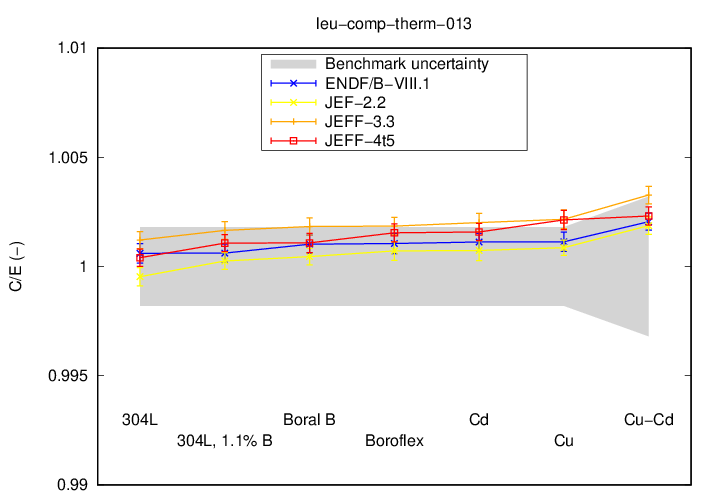 leu−comp−therm−013
1.01
1.005
1
0.995
0.99
C/E (−)
Benchmark uncertainty
ENDF/B−VIII.1
JEF−2.2
JEFF−3.3
JEFF−4t5
304L
304L, 1.1% B
Boral B
Boroflex
Cd
Cu
Cu−Cd